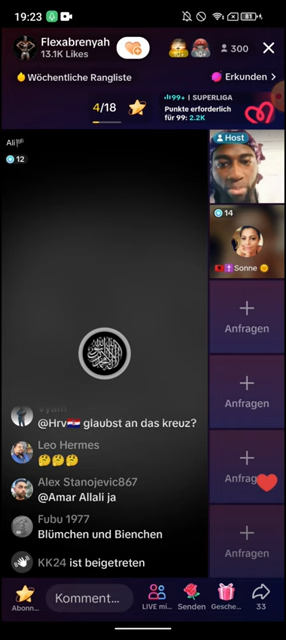 19:23
81
Flexabrenyah
13.1K Likes
300
Wöchentliche Rangliste
Erkunden >
4/18
99+ | SUPERLIGA
Punkte erforderlich
für 99: 2.2K
Ali
12
Host
14
Sonne
Anfragen
Anfragen
Anfragen
Anfragen
@Hrv glaubst an das kreuz?
Leo Hermes
Alex Stanojevic867
@Amar Allali ja
Fubu 1977
Blümchen und Bienchen
KK24 ist beigetreten
Abonn...
Komment...
LIVE mi...
Senden
Gesche...
33